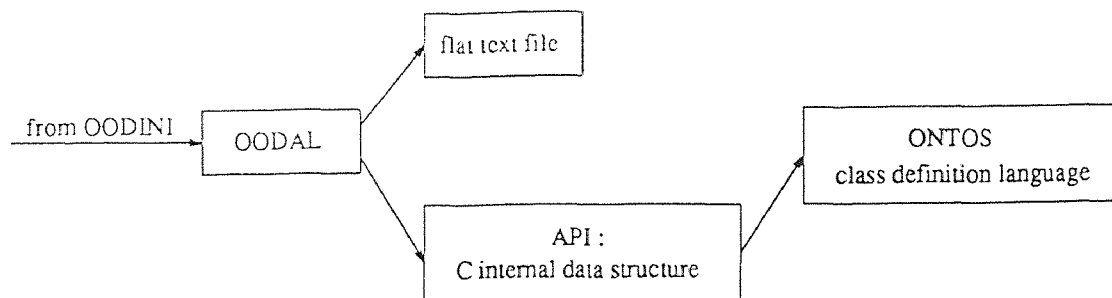 flat text file
from OODINI
OODAL
ONTOS
class definition language
API :
C internal data structure